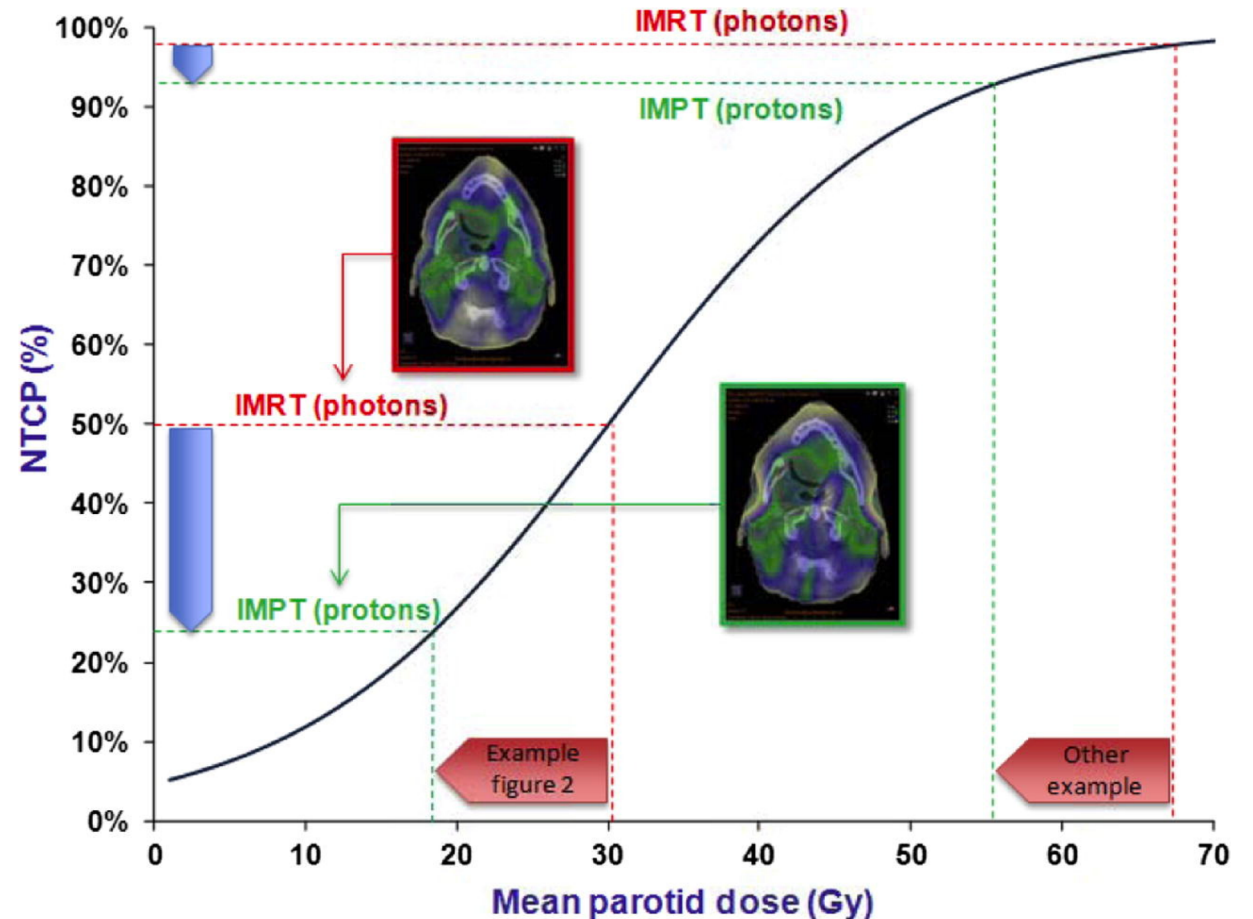 IMRT (photons)
100%
90%
IMPT (protons)
80%
70%
60%
NTCP (%)
IMRT (photons)
50%
40%
30%
IMPT (protons)
20%
10%
0%
Example
figure 2
Other
example
0 10 20 30 40 50 60 70
Mean parotid dose (Gy)